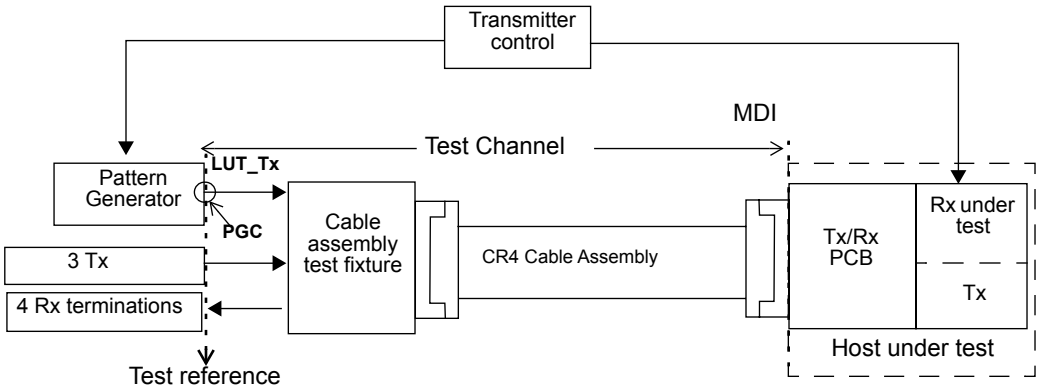 Transmitter
control
MDI
Test Channel
LUT_Tx
Pattern
Generator
PGC
Cable
assembly
test fixture
CR4 Cable Assembly
Tx/Rx
PCB
Rx under
test
3 Tx
Tx
4 Rx terminations
Host under test
Test reference